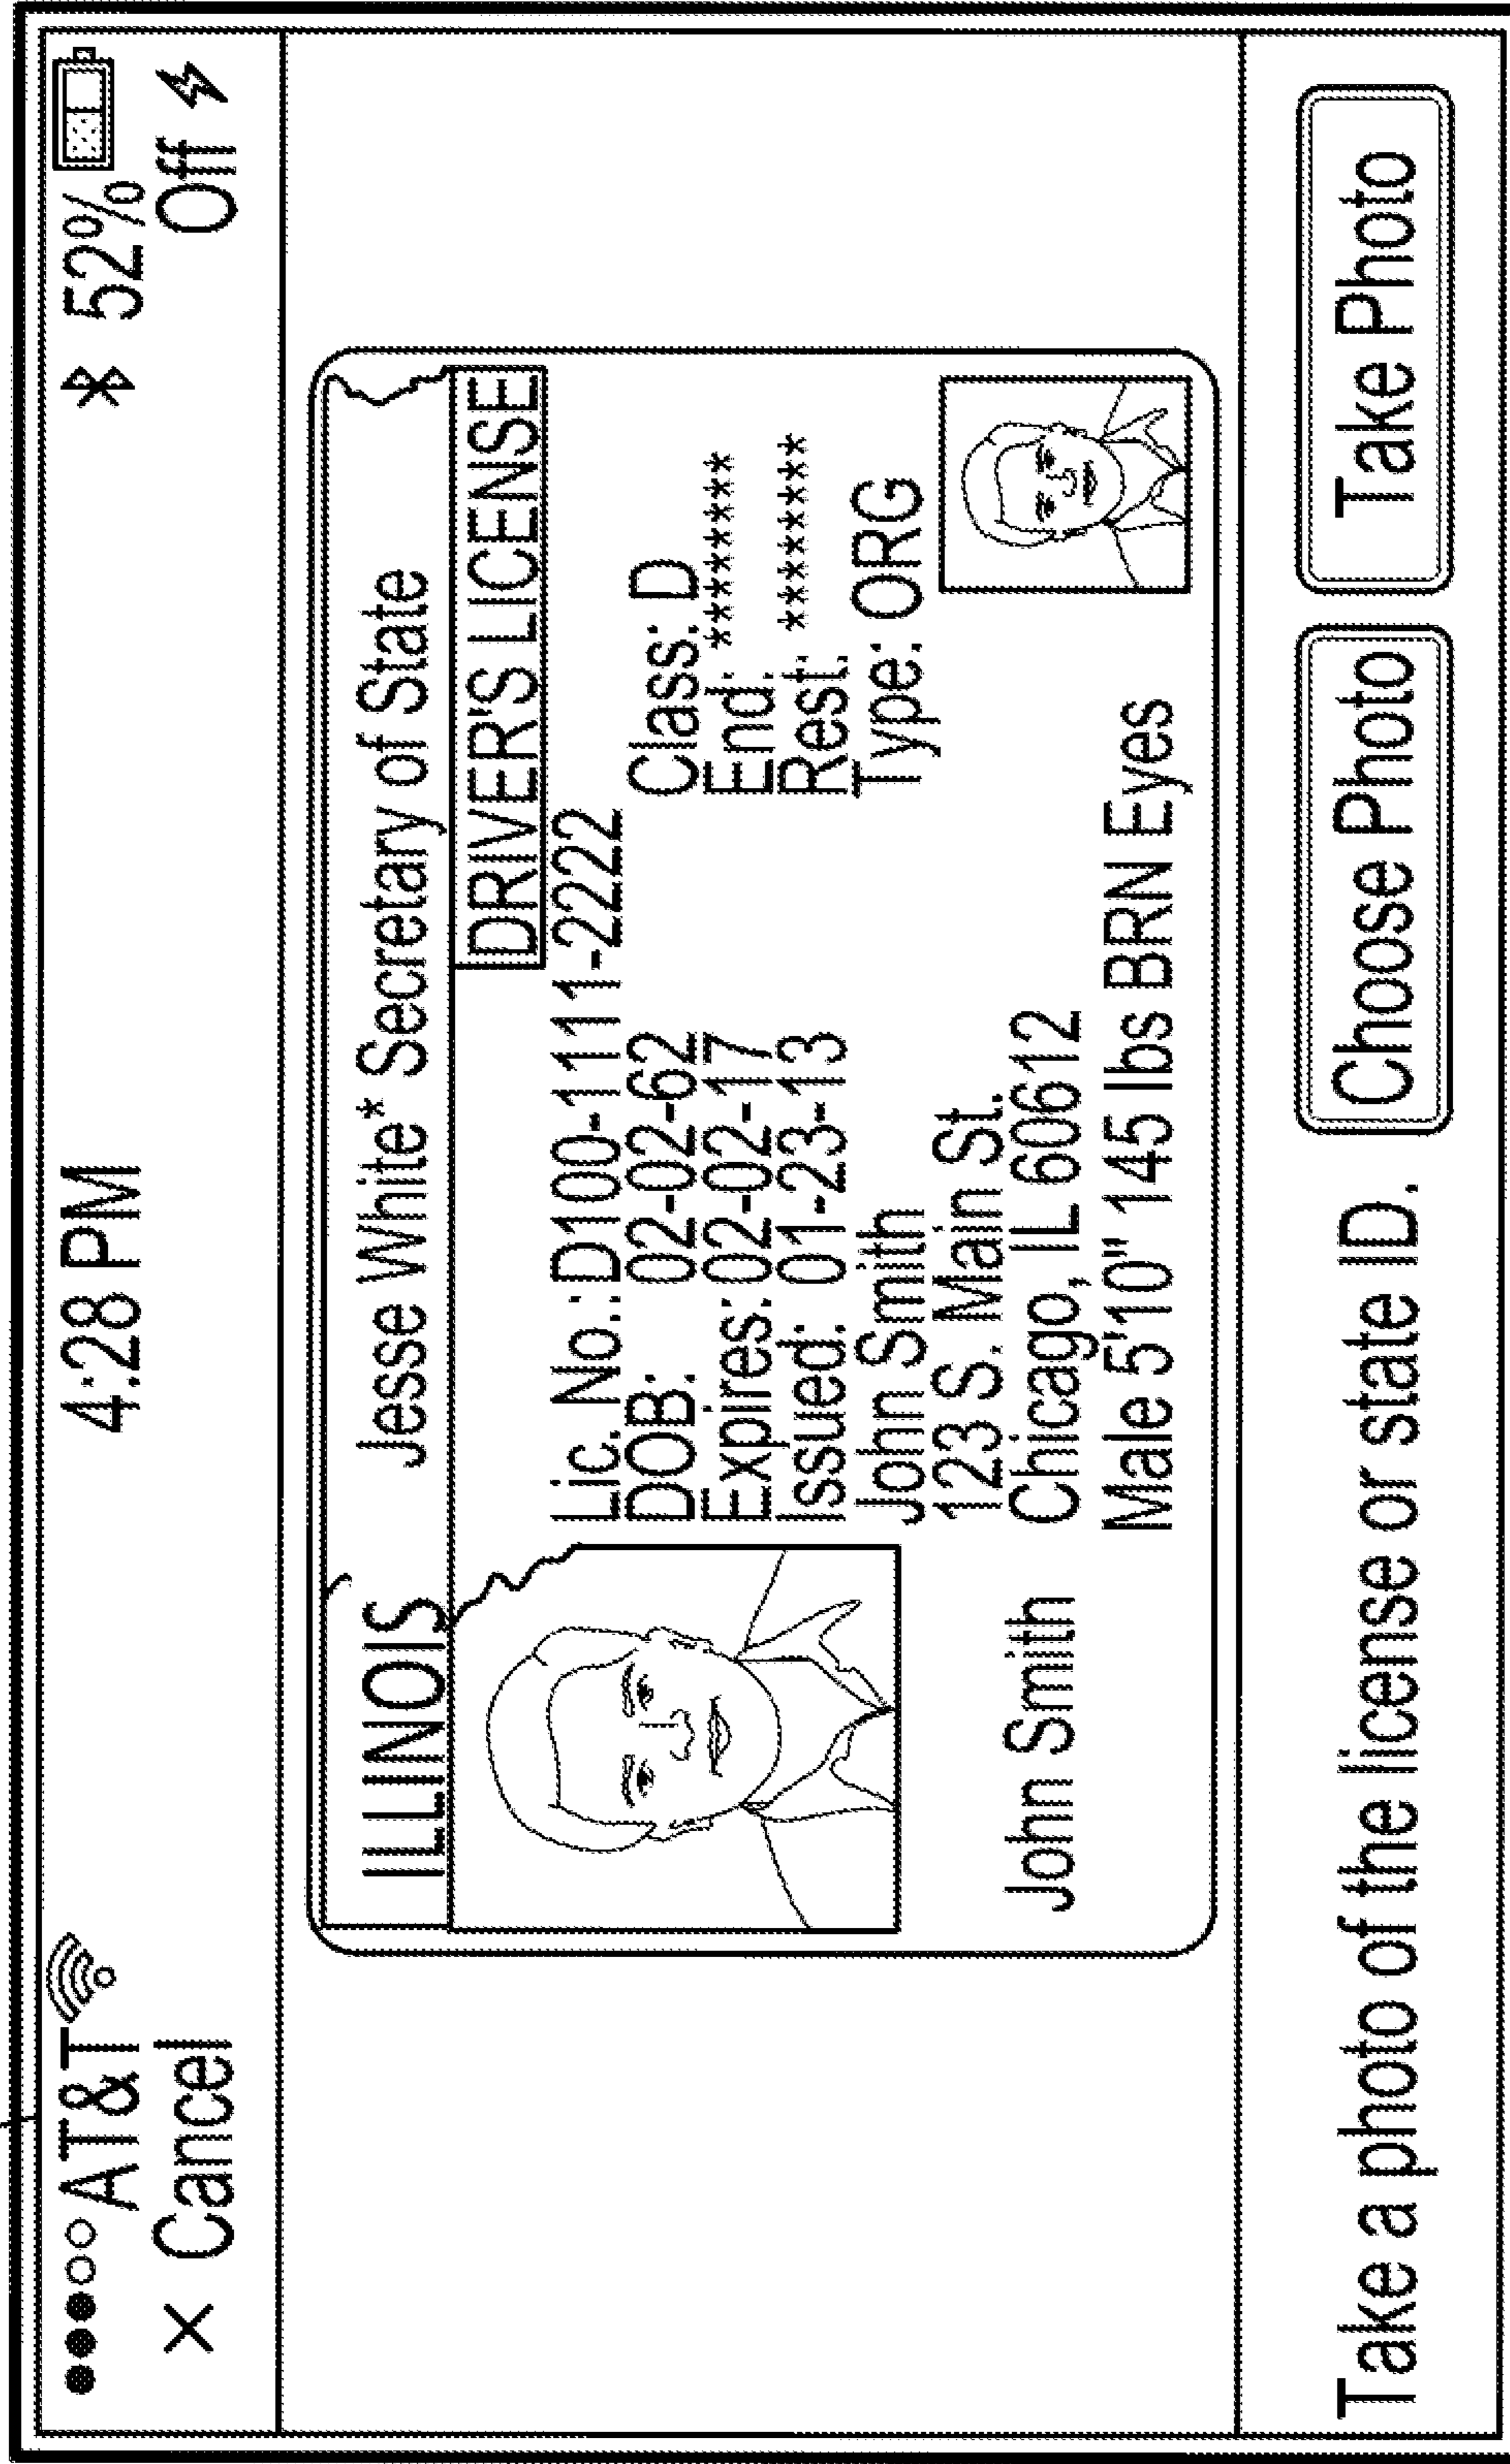 AT&T 4:28 PM 52%
× Cancel Off
ILLINOIS Jesse White* Secretary of State
DRIVER'S LICENSE
Lic. No.: D100-1111-2222
DOB: 02-02-62 Class: D
Expires: 02-02-17 End: ********
Issued: 01-23-13 Rest: ********
John Smith Type: ORG
123 S. Main St.
Chicago, IL 60612
Male 5'10" 145 lbs BRN Eyes
John Smith
Take a photo of the license or state ID. Choose Photo Take Photo